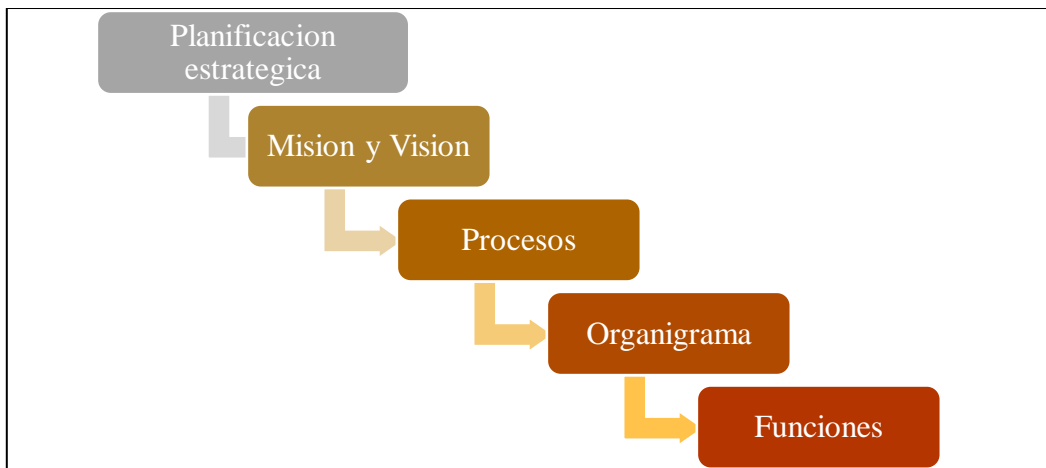 Planificacion
estrategica
Mision y Vision
Procesos
Organigrama
Funciones